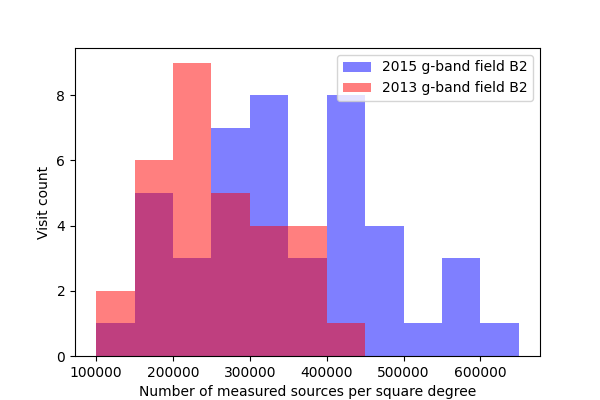 2015 g-band field B2
2013 g-band field B2
8
6
4
2
0
Visit count
100000 200000 300000 400000 500000 600000
Number of measured sources per square degree